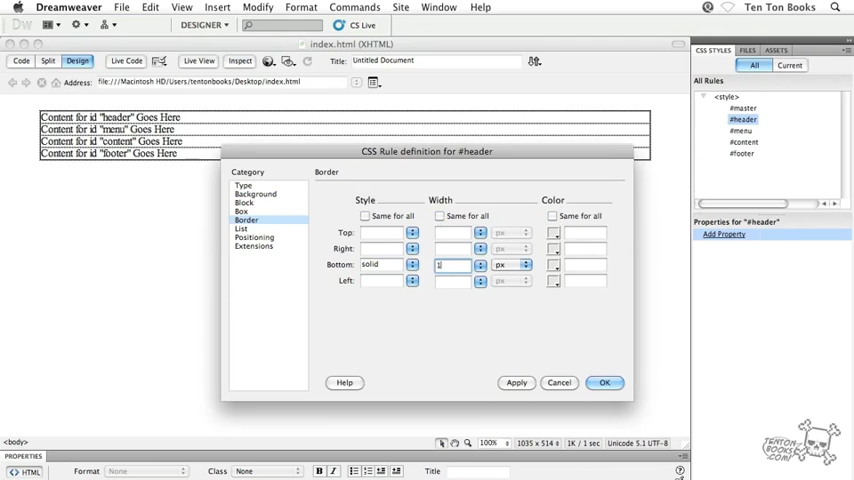 Dreamweaver File Edit View Insert Modify Format Commands Site Window Help Ten Ton Books
Dw DESIGNER CS Live
index.html (XHTML)
Code Split Design Live Code Live View Inspect Title: Untitled Document
Address: file:///Macintosh HD/Users/tentonbooks/Desktop/index.html
CSS STYLES FILES ASSETS
All Current
All Rules
<style>
#master
#header
#menu
#content
#footer
Properties for "#header"
Add Property
Content for id "header" Goes Here
Content for id "menu" Goes Here
Content for id "content" Goes Here
Content for id "footer" Goes Here
CSS Rule definition for #header
Category
Type
Background
Block
Box
Border
List
Positioning
Extensions
Border
Style Width Color
Same for all Same for all Same for all
Top: px
Right: px
Bottom: solid 1 px
Left: px
Help Apply Cancel OK
<body> 100% 1035 x 514 1K / 1 sec Unicode 5.1 UTF-8
PROPERTIES
<> HTML Format None Class None B I Title
TENTON-
BOOKS
.COM